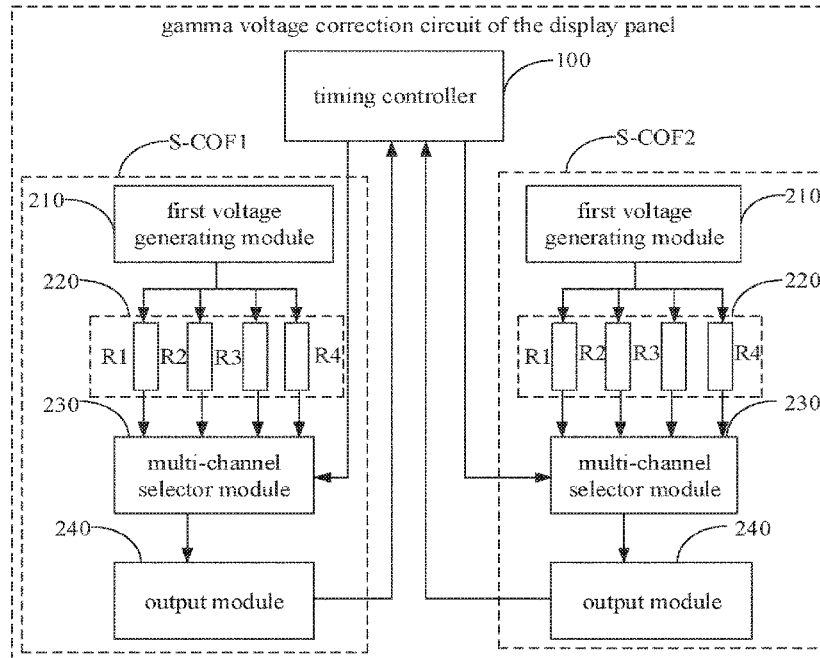 gamma voltage correction circuit of the display panel
100
timing controller
S-COF1
S-COF2
210
first voltage
generating module
first voltage
generating module
210
220
220
R1 R2 R3 R4
R1 R2 R3 R4
230
230
multi-channel
selector module
multi-channel
selector module
240
240
output module
output module